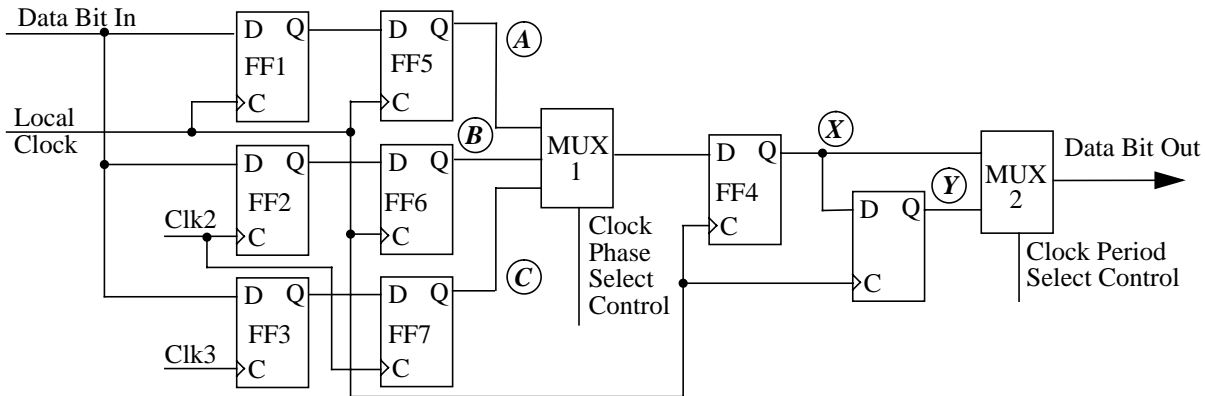 Data Bit In
D Q
FF1
C
D Q
FF5
C
A
Local
Clock
B
D Q
FF2
C
D Q
FF6
C
Clk2
MUX
1
Clock
Phase
Select
Control
C
D Q
FF3
C
D Q
FF7
C
Clk3
D Q
FF4
C
X
D Q
C
Y
MUX
2
Data Bit Out
Clock Period
Select Control